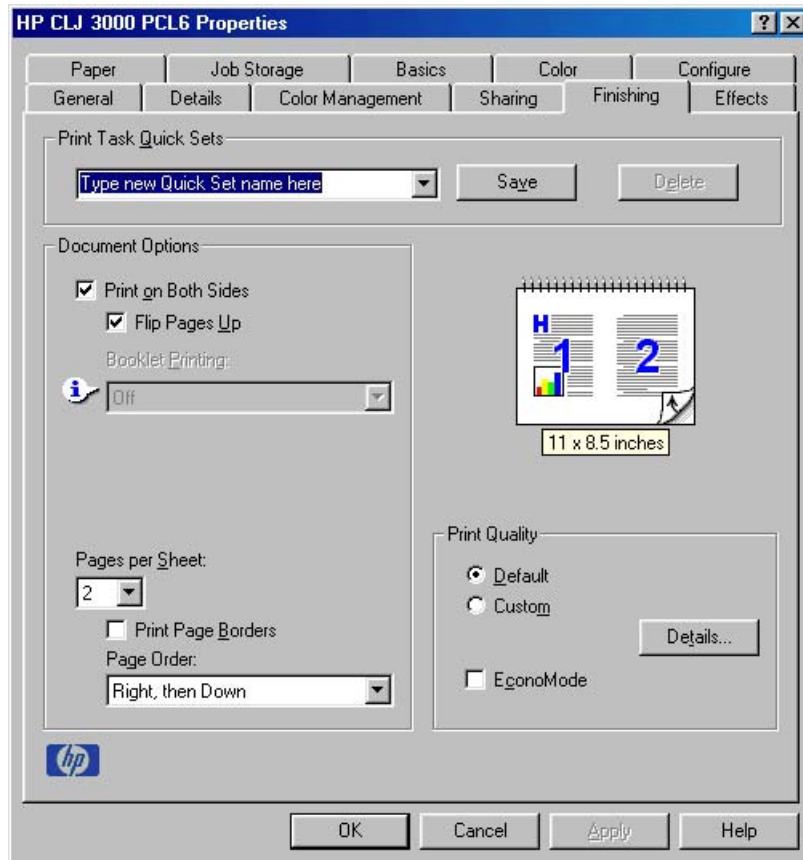 HP CLJ 3000 PCL6 Properties
Paper
Job Storage
Basics
Color
Configure
General
Details
Color Management
Sharing
Finishing
Effects
Print Task Quick Sets
Type new Quick Set name here
Save
Delete
Document Options
Print on Both Sides
Flip Pages Up
Booklet Printing:
Off
H
1
2
11 x 8.5 inches
Pages per Sheet:
2
Print Page Borders
Page Order:
Right, then Down
Print Quality
Default
Custom
Details...
EconoMode
hp
OK
Cancel
Apply
Help